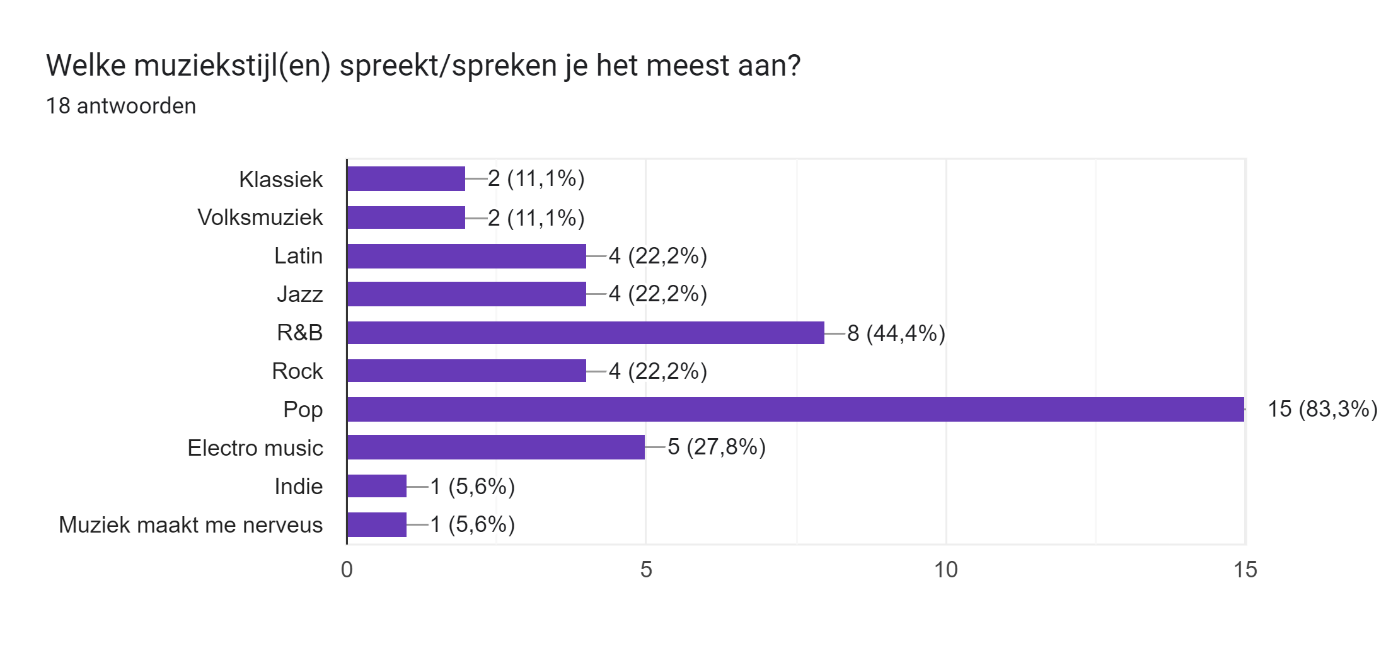 Welke muziekstijl(en) spreekt/spreken je het meest aan?
18 antwoorden
Klassiek 2 (11,1%)
Volksmuziek 2 (11,1%)
Latin 4 (22,2%)
Jazz 4 (22,2%)
R&B 8 (44,4%)
Rock 4 (22,2%)
Pop 15 (83,3%)
Electro music 5 (27,8%)
Indie 1 (5,6%)
Muziek maakt me nerveus 1 (5,6%)
0 5 10 15